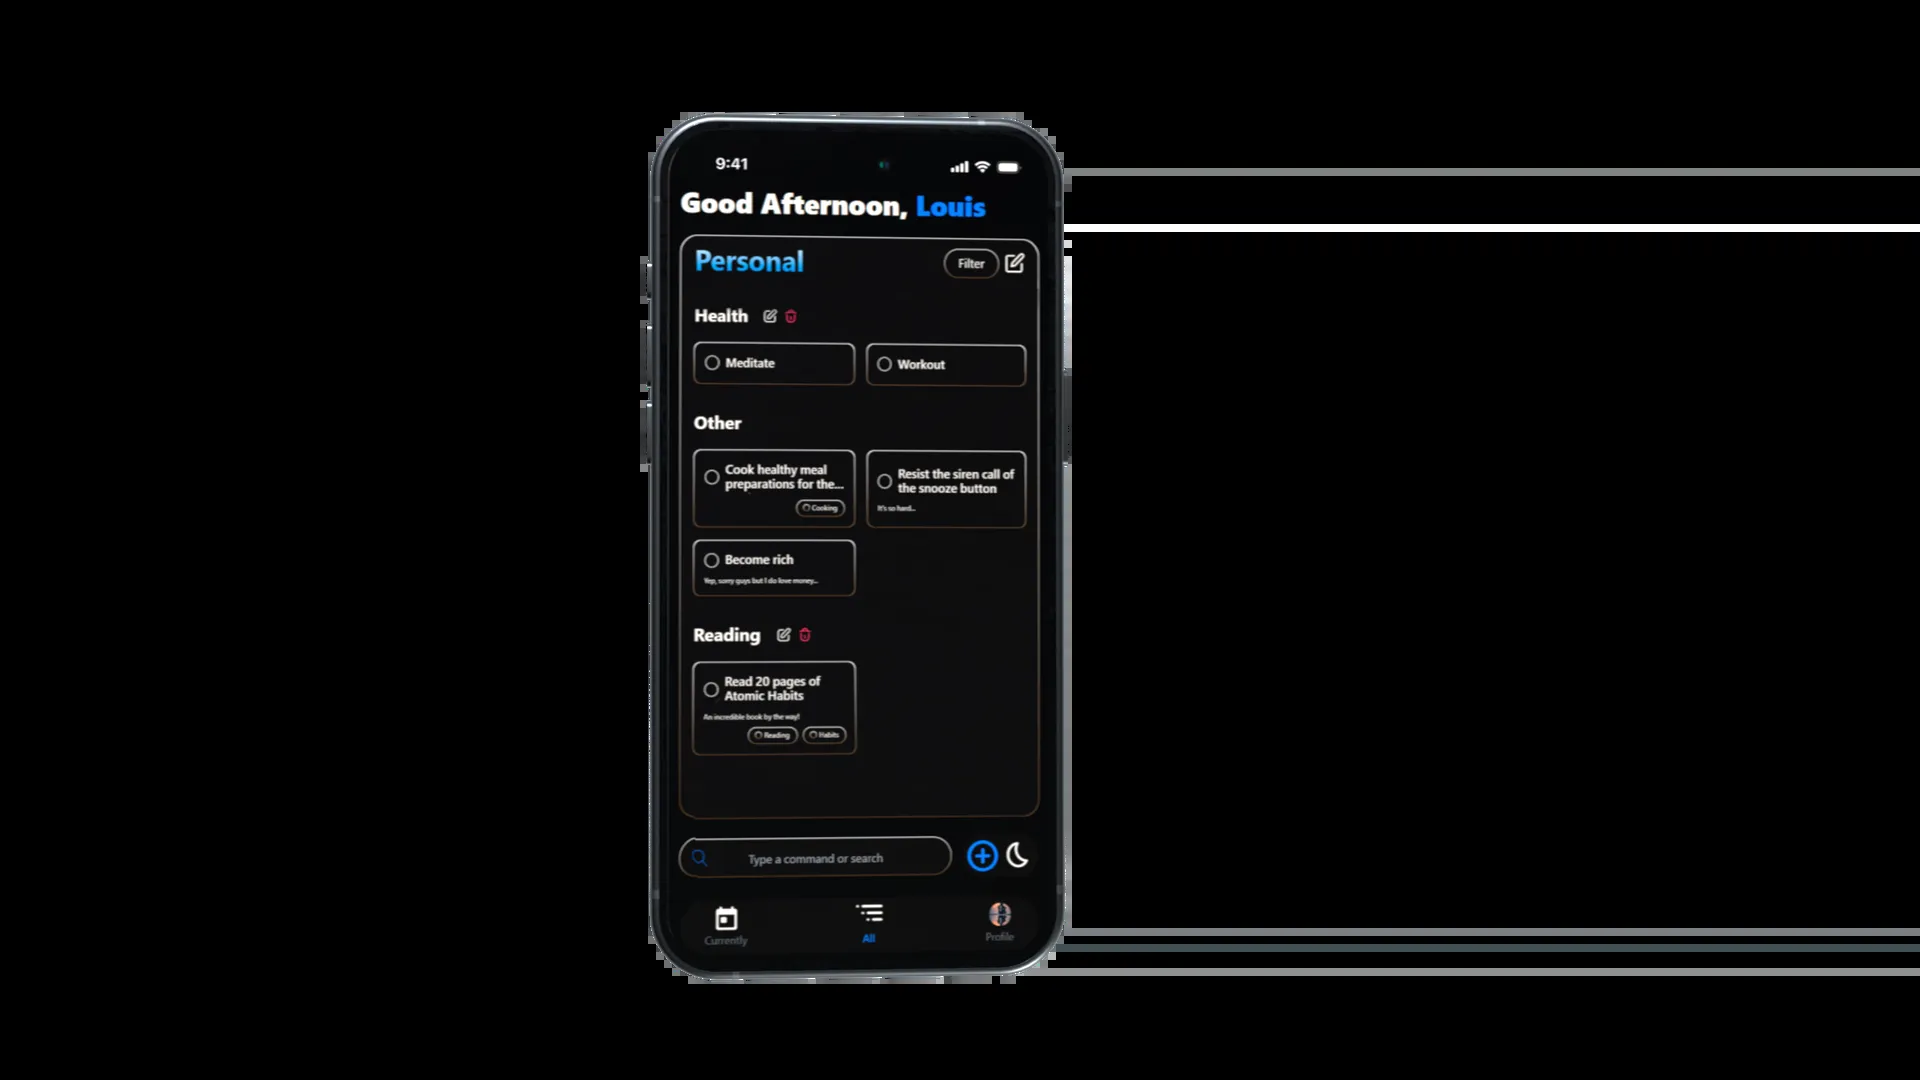 9:41
Good Afternoon, Louis
Personal
Filter
Health
Meditate
Workout
Other
Cook healthy meal
preparations for the...
Cooking
Resist the siren call of
the snooze button
It's so hard...
Become rich
Yep, sorry guys but I do love money...
Reading
Read 20 pages of
Atomic Habits
An incredible book by the way!
Reading
Habits
Type a command or search
Currently
All
Profile